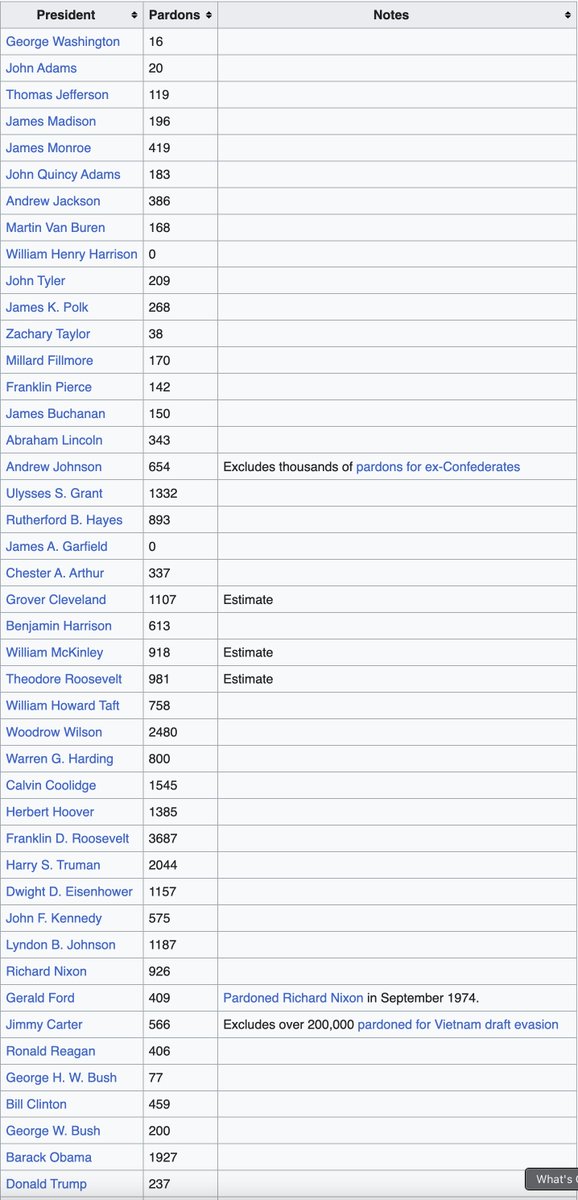 President Pardons Notes
George Washington 16
John Adams 20
Thomas Jefferson 119
James Madison 196
James Monroe 419
John Quincy Adams 183
Andrew Jackson 386
Martin Van Buren 168
William Henry Harrison 0
John Tyler 209
James K. Polk 268
Zachary Taylor 38
Millard Fillmore 170
Franklin Pierce 142
James Buchanan 150
Abraham Lincoln 343
Andrew Johnson 654 Excludes thousands of pardons for ex-Confederates
Ulysses S. Grant 1332
Rutherford B. Hayes 893
James A. Garfield 0
Chester A. Arthur 337
Grover Cleveland 1107 Estimate
Benjamin Harrison 613
William McKinley 918 Estimate
Theodore Roosevelt 981 Estimate
William Howard Taft 758
Woodrow Wilson 2480
Warren G. Harding 800
Calvin Coolidge 1545
Herbert Hoover 1385
Franklin D. Roosevelt 3687
Harry S. Truman 2044
Dwight D. Eisenhower 1157
John F. Kennedy 575
Lyndon B. Johnson 1187
Richard Nixon 926
Gerald Ford 409 Pardoned Richard Nixon in September 1974.
Jimmy Carter 566 Excludes over 200,000 pardoned for Vietnam draft evasion
Ronald Reagan 406
George H. W. Bush 77
Bill Clinton 459
George W. Bush 200
Barack Obama 1927
Donald Trump 237
What's